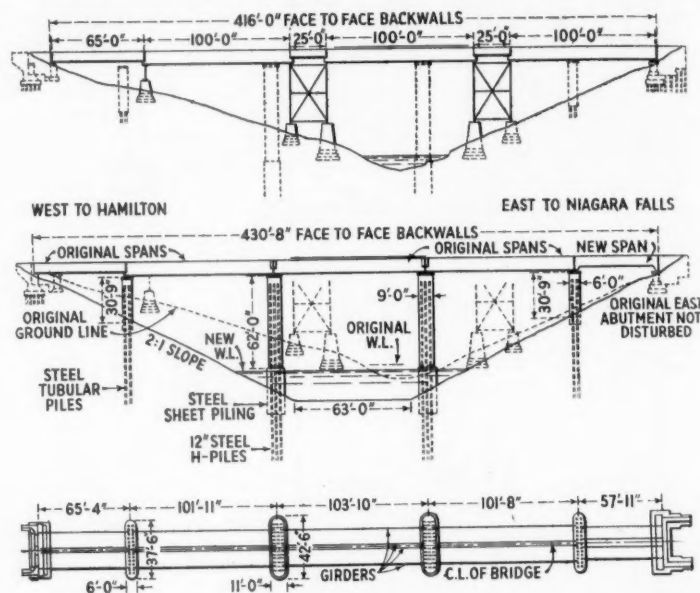 416'-0" FACE TO FACE BACKWALLS
65'-0" 100'-0" 25'-0" 100'-0" 25'-0" 100'-0"
WEST TO HAMILTON
EAST TO NIAGARA FALLS
430'-8" FACE TO FACE BACKWALLS
ORIGINAL SPANS
ORIGINAL SPANS
NEW SPAN
30'-9"
62'-0"
9'-0"
30'-9"
6'-0"
ORIGINAL
GROUND LINE
2:1 SLOPE
NEW
W.L.
ORIGINAL
W.L.
ORIGINAL EAST
ABUTMENT NOT
DISTURBED
STEEL
TUBULAR
PILES
STEEL
SHEET PILING
63'-0"
12" STEEL
H-PILES
65'-4" 101'-11" 103'-10" 101'-8" 57'-11"
37'-6"
42'-6"
6'-0"
11'-0"
GIRDERS
C.L. OF BRIDGE